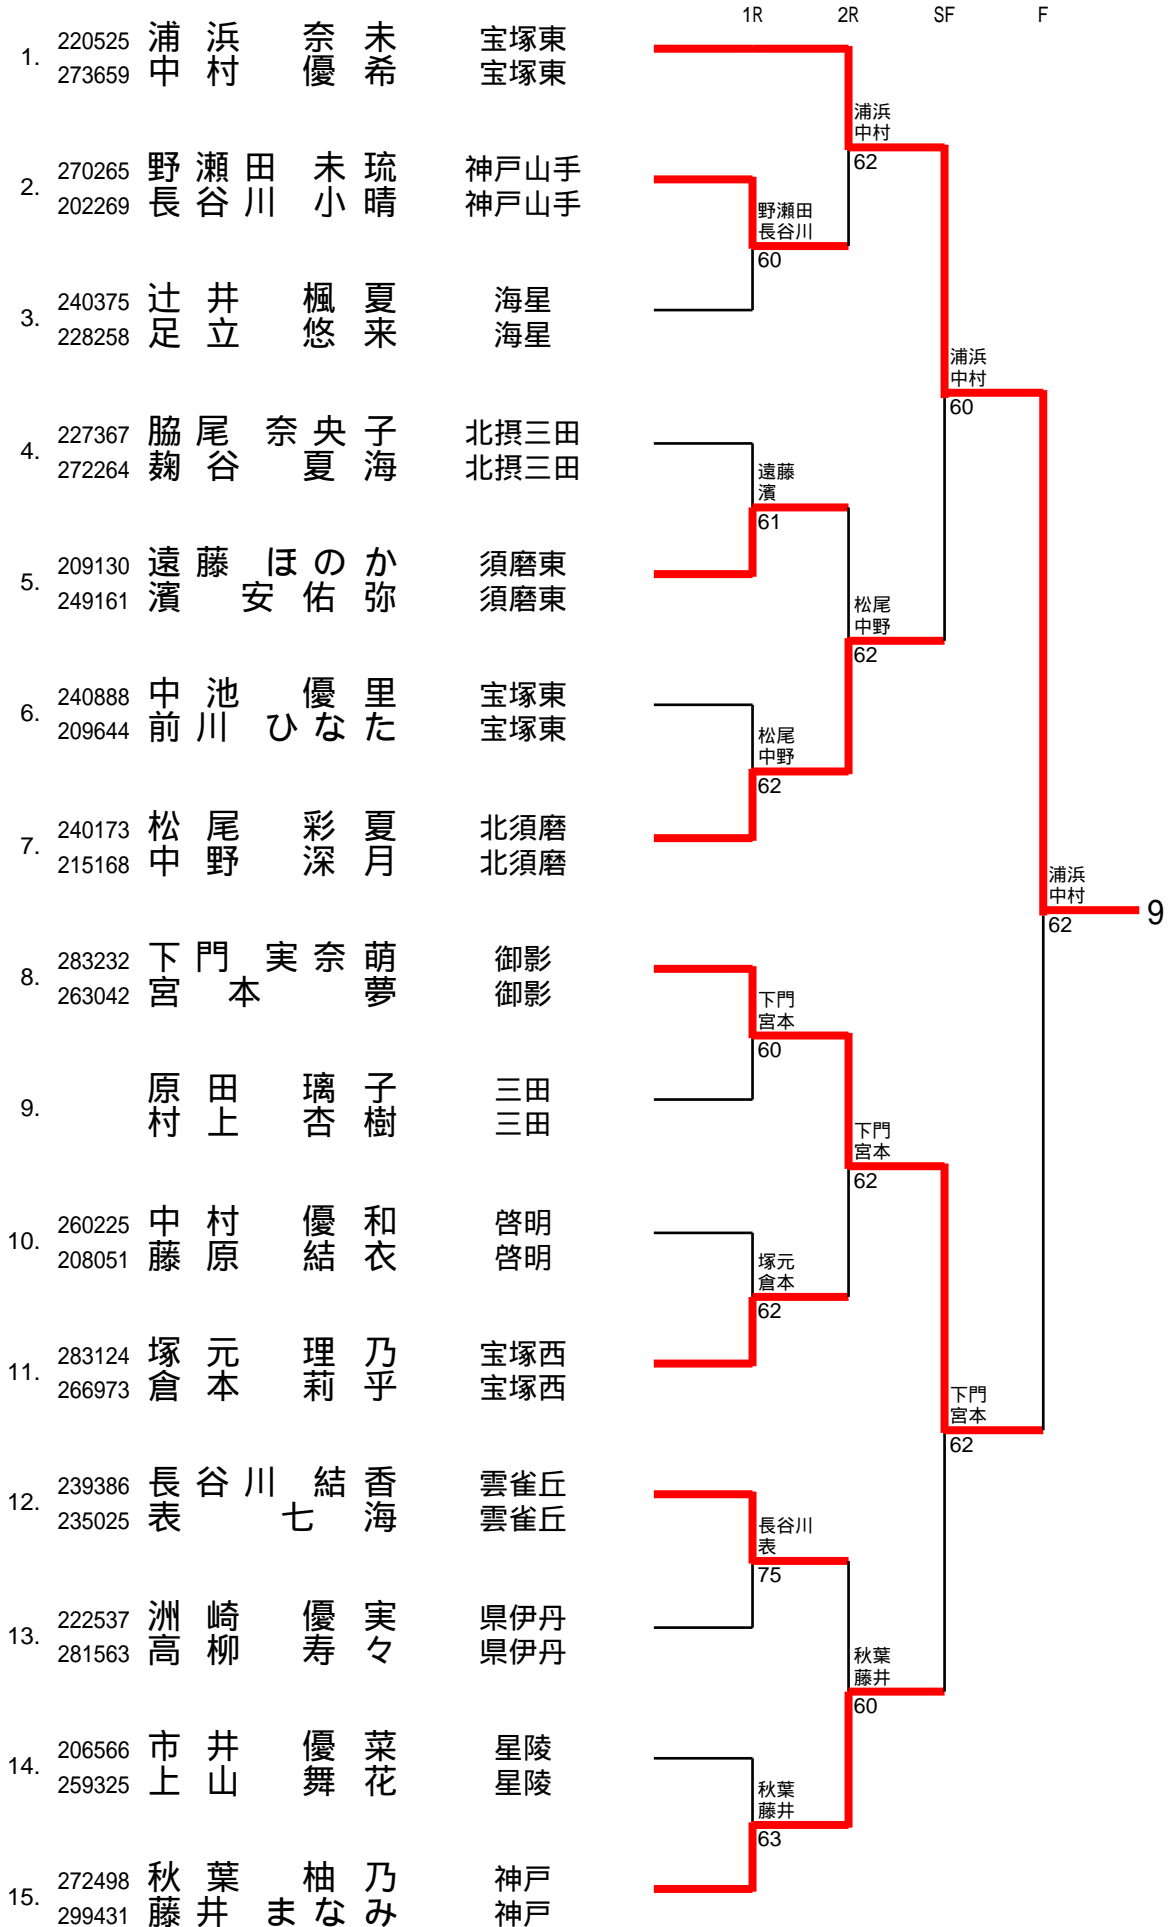 1R 2R SF F
1. 220525 浦浜 奈未 宝塚東
273659 中村 優希 宝塚東
浦浜
中村
62
2. 270265 野瀬田 未琉 神戸山手
202269 長谷川 小晴 神戸山手
野瀬田
長谷川
60
3. 240375 辻井 楓夏 海星
228258 足立 悠来 海星
浦浜
中村
60
4. 227367 脇尾 奈央子 北摂三田
272264 麹谷 夏海 北摂三田
遠藤
濱
61
5. 209130 遠藤 ほのか 須磨東
249161 濱 安佑弥 須磨東
松尾
中野
62
6. 240888 中池 優里 宝塚東
209644 前川 ひなた 宝塚東
松尾
中野
62
7. 240173 松尾 彩夏 北須磨
215168 中野 深月 北須磨
浦浜
中村
62
9
8. 283232 下門 実奈萌 御影
263042 宮本 夢 御影
下門
宮本
60
9. 原田 璃子 三田
村上 杏樹 三田
下門
宮本
62
10. 260225 中村 優和 啓明
208051 藤原 結衣 啓明
塚元
倉本
62
11. 283124 塚元 理乃 宝塚西
266973 倉本 莉乎 宝塚西
下門
宮本
62
12. 239386 長谷川 結香 雲雀丘
235025 表 七海 雲雀丘
長谷川
表
75
13. 222537 洲崎 優実 県伊丹
281563 高柳 寿々 県伊丹
秋葉
藤井
60
14. 206566 市井 優菜 星陵
259325 上山 舞花 星陵
秋葉
藤井
63
15. 272498 秋葉 柚乃 神戸
299431 藤井 まなみ 神戸